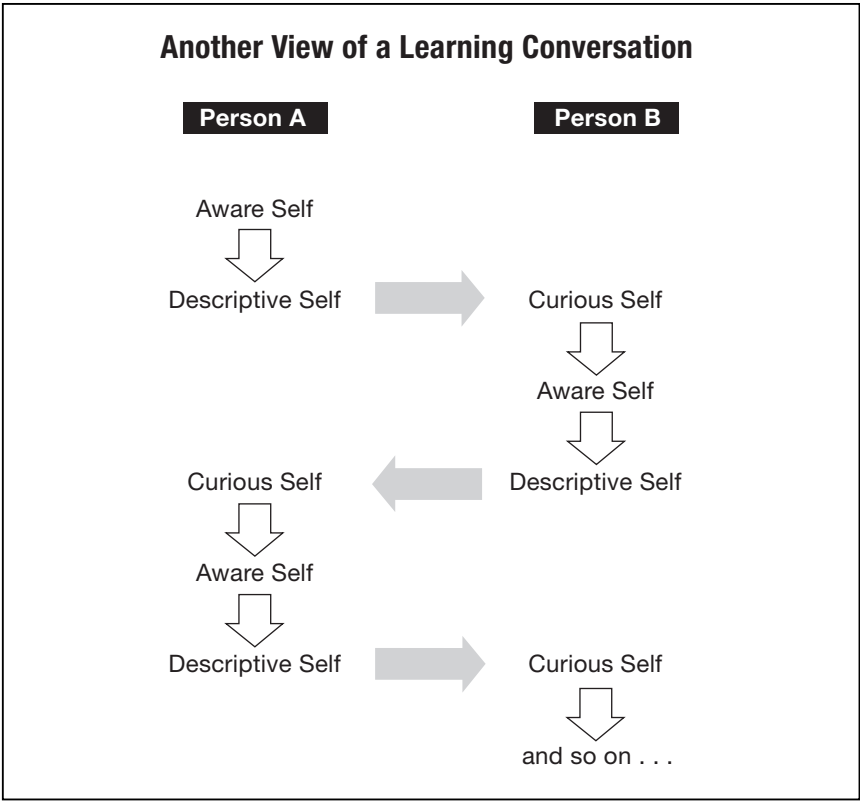 Another View of a Learning Conversation
Person A
Person B
Aware Self
Descriptive Self
Curious Self
Aware Self
Descriptive Self
Curious Self
Aware Self
Descriptive Self
Curious Self
and so on . . .